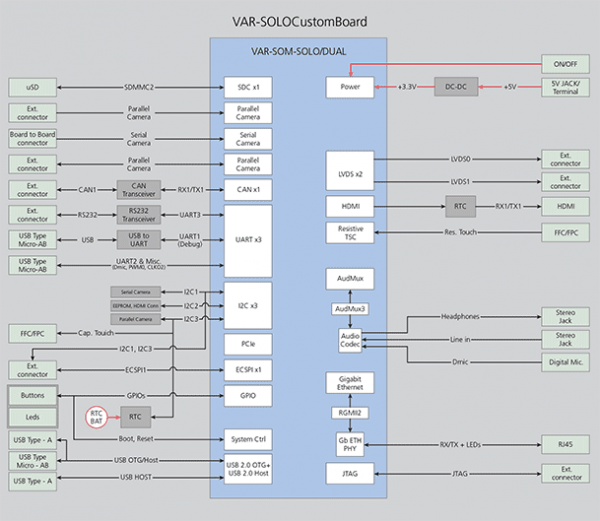 VAR-SOLOCustomBoard
VAR-SOM-SOLO/DUAL
uSD
SDMMC2
SDC x1
Ext.
connector
Parallel
Camera
Parallel
Camera
Board to Board
connector
Serial
Camera
Serial
Camera
Ext.
connector
Parallel
Camera
Parallel
Camera
Ext.
connector
CAN1
CAN
Transceiver
RX1/TX1
CAN x1
Ext.
connector
RS232
RS232
Transceiver
UART3
UART x3
USB Type
Micro-AB
USB
USB to
UART
UART1
(Debug)
USB Type
Micro-AB
UART2 & Misc.
(Dmic, PWMO, CLKO2)
Serial Camera
I2C1
EEPROM, HDMI Conn
I2C2
Parallel Camera
I2C3
I2C x3
FFC/FPC
Cap. Touch
I2C1, I2C3
PCIe
Ext.
connector
ECSPI1
ECSPI x1
Buttons
GPIOs
GPIO
Leds
RTC
BAT
RTC
Boot, Reset
System Ctrl
USB Type - A
USB Type
Micro - AB
USB OTG/Host
USB 2.0 OTG+
USB 2.0 Host
USB Type - A
USB HOST
ON/OFF
Power
+3.3V
DC-DC
+5V
5V JACK/
Terminal
LVDS x2
LVDS0
Ext.
connector
LVDS1
Ext.
connector
HDMI
RTC
RX1/TX1
HDMI
Resistive
TSC
Res. Touch
FFC/FPC
AudMux
AudMux3
Audio
Codec
Headphones
Stereo
Jack
Line in
Stereo
Jack
Dmic
Digital Mic.
Gigabit
Ethernet
RGMII2
Gb ETH
PHY
RX/TX + LEDs
RJ45
JTAG
JTAG
Ext.
connector